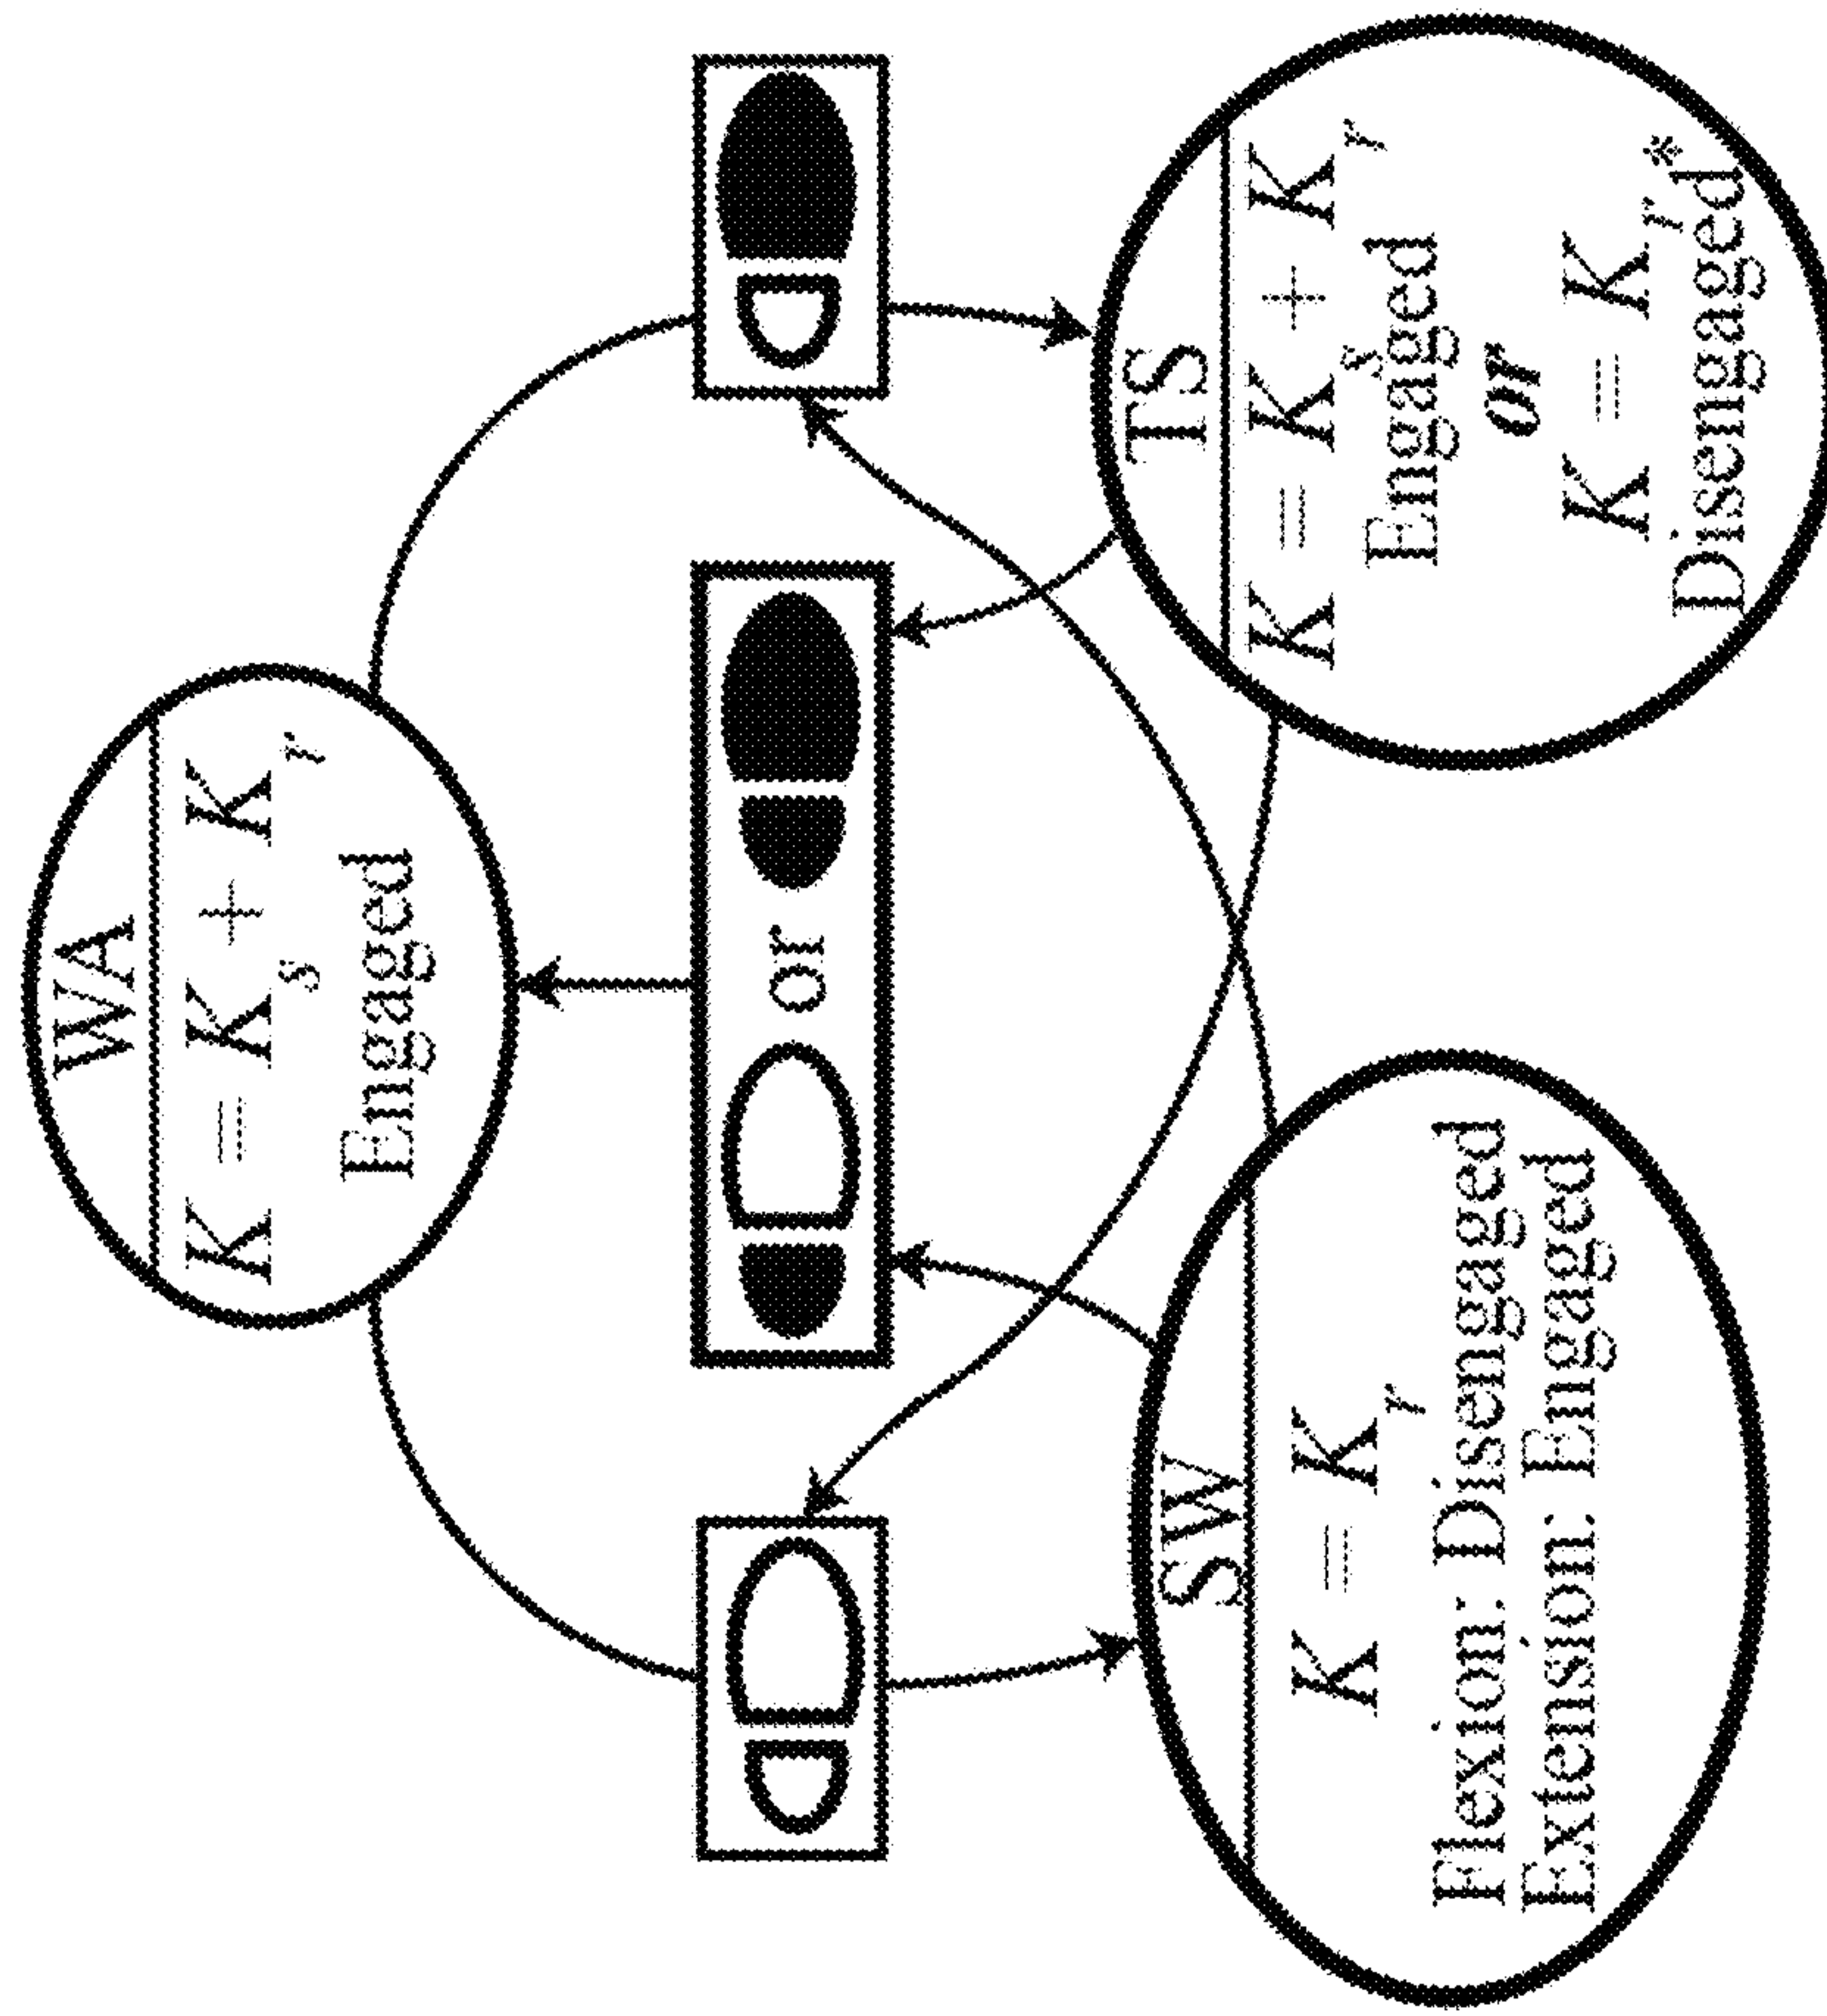 WA
K = K_s + K_r
Engaged
or
SW
K = K_r
Flexion: Disengaged
Extension: Engaged
TS
K = K_s + K_r
Engaged
or
K = K_r
Disengaged*